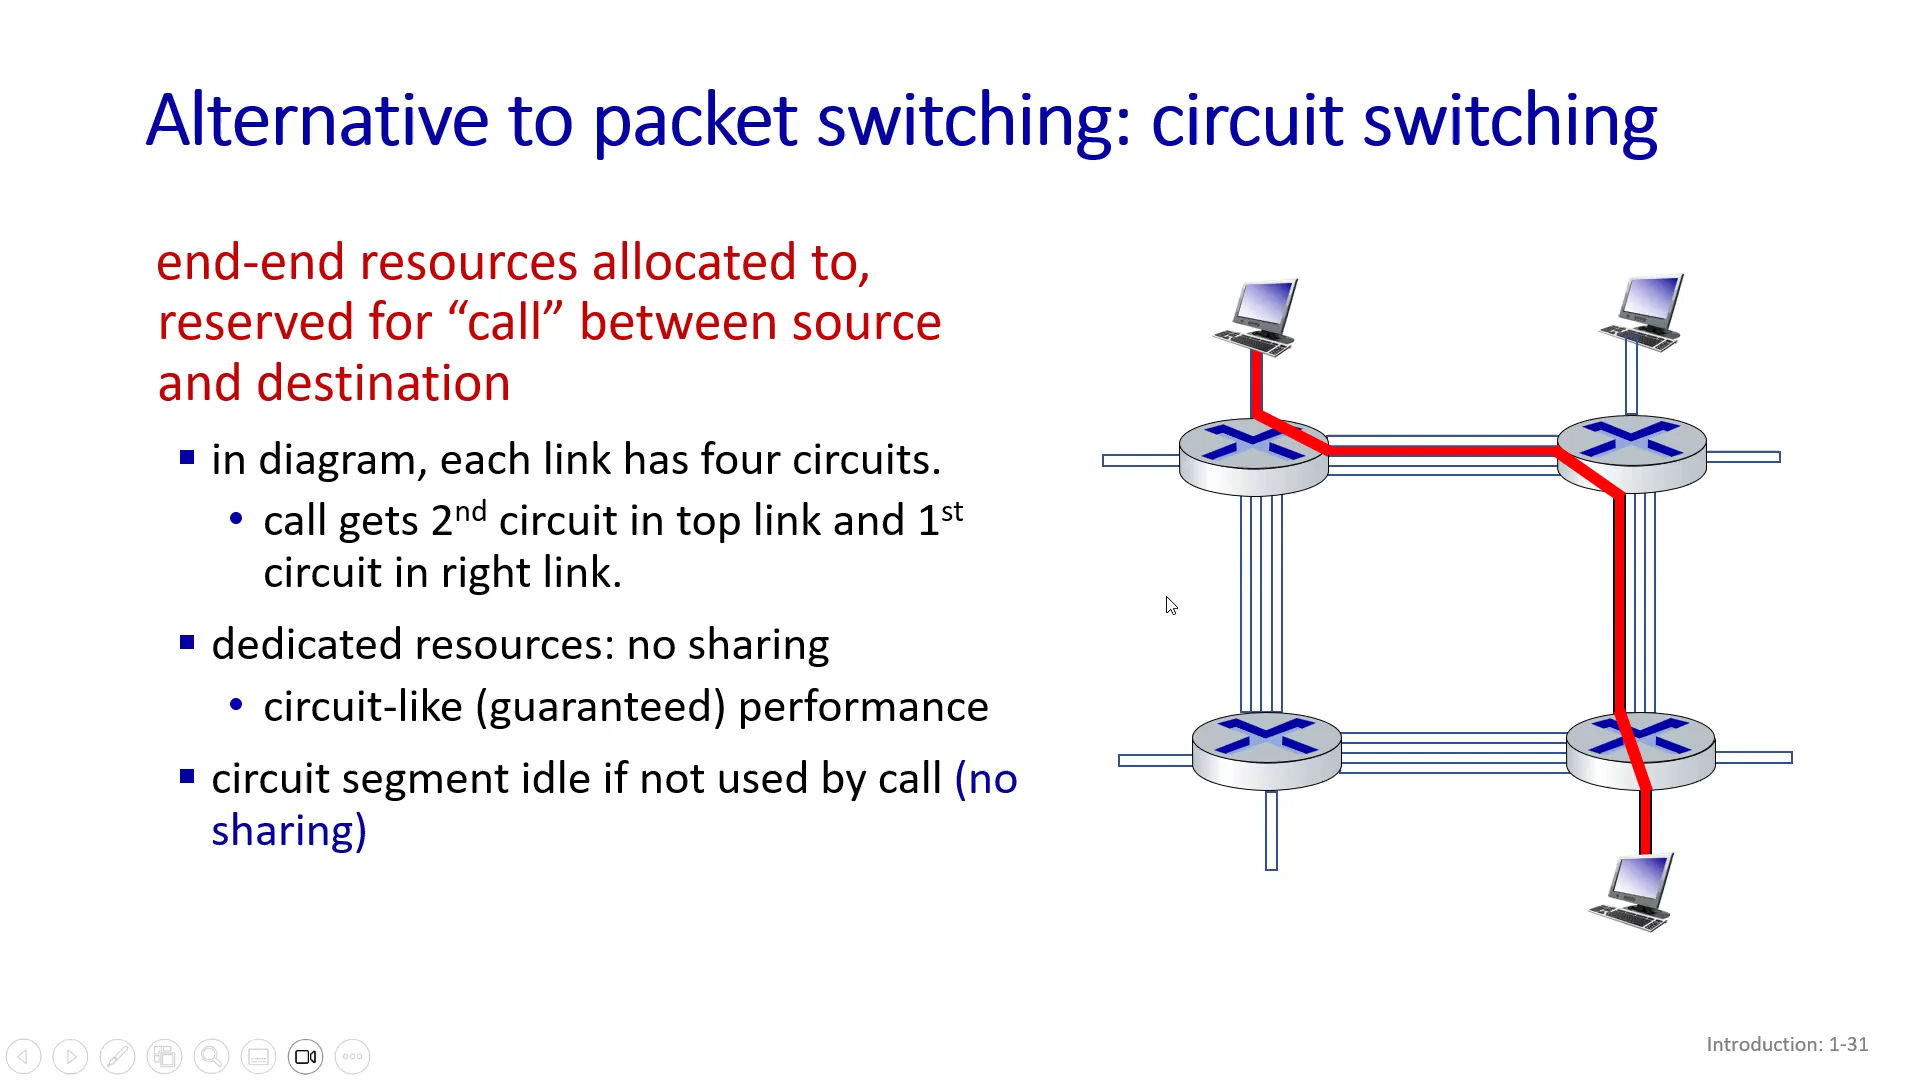 Alternative to packet switching: circuit switching
end-end resources allocated to,
reserved for “call” between source
and destination
▪ in diagram, each link has four circuits.
• call gets 2nd circuit in top link and 1st
circuit in right link.
▪ dedicated resources: no sharing
• circuit-like (guaranteed) performance
▪ circuit segment idle if not used by call (no
sharing)
Introduction: 1-31